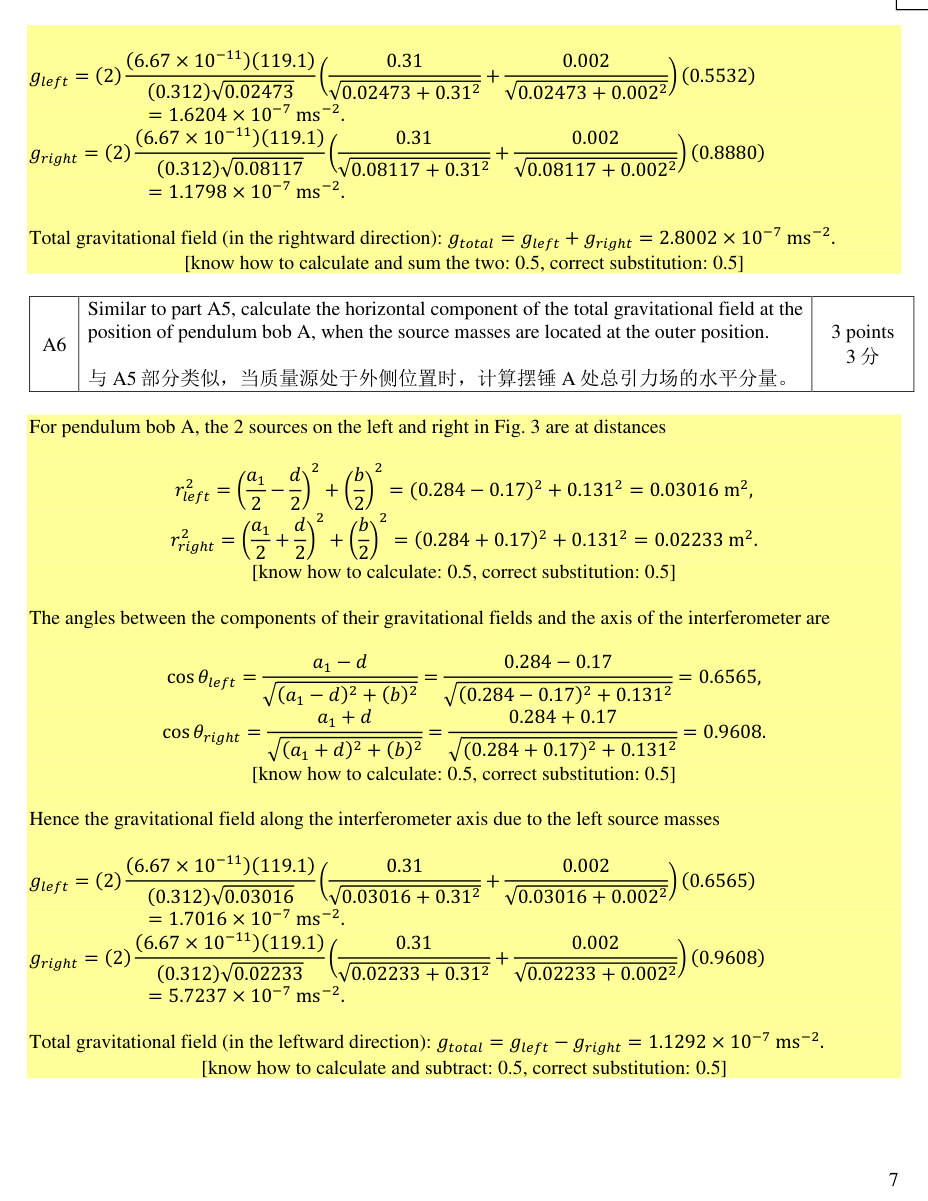 g_left = (2) (6.67 × 10⁻¹¹)(119.1) / ((0.312)√0.02473) (0.31 / √(0.02473 + 0.31²) + 0.002 / √(0.02473 + 0.002²)) (0.5532)
= 1.6204 × 10⁻⁷ ms⁻².
g_right = (2) (6.67 × 10⁻¹¹)(119.1) / ((0.312)√0.08117) (0.31 / √(0.08117 + 0.31²) + 0.002 / √(0.08117 + 0.002²)) (0.8880)
= 1.1798 × 10⁻⁷ ms⁻².
Total gravitational field (in the rightward direction): g_total = g_left + g_right = 2.8002 × 10⁻⁷ ms⁻².
[know how to calculate and sum the two: 0.5, correct substitution: 0.5]
A6
Similar to part A5, calculate the horizontal component of the total gravitational field at the
position of pendulum bob A, when the source masses are located at the outer position.
与 A5 部分类似，当质量源处于外侧位置时，计算摆锤 A 处总引力场的水平分量。
3 points
3 分
For pendulum bob A, the 2 sources on the left and right in Fig. 3 are at distances
r²_left = (a₁/2 − d/2)² + (b/2)² = (0.284 − 0.17)² + 0.131² = 0.03016 m²,
r²_right = (a₁/2 + d/2)² + (b/2)² = (0.284 + 0.17)² + 0.131² = 0.02233 m².
[know how to calculate: 0.5, correct substitution: 0.5]
The angles between the components of their gravitational fields and the axis of the interferometer are
cos θ_left = (a₁ − d) / √((a₁ − d)² + (b)²) = (0.284 − 0.17) / √((0.284 − 0.17)² + 0.131²) = 0.6565,
cos θ_right = (a₁ + d) / √((a₁ + d)² + (b)²) = (0.284 + 0.17) / √((0.284 + 0.17)² + 0.131²) = 0.9608.
[know how to calculate: 0.5, correct substitution: 0.5]
Hence the gravitational field along the interferometer axis due to the left source masses
g_left = (2) (6.67 × 10⁻¹¹)(119.1) / ((0.312)√0.03016) (0.31 / √(0.03016 + 0.31²) + 0.002 / √(0.03016 + 0.002²)) (0.6565)
= 1.7016 × 10⁻⁷ ms⁻².
g_right = (2) (6.67 × 10⁻¹¹)(119.1) / ((0.312)√0.02233) (0.31 / √(0.02233 + 0.31²) + 0.002 / √(0.02233 + 0.002²)) (0.9608)
= 5.7237 × 10⁻⁷ ms⁻².
Total gravitational field (in the leftward direction): g_total = g_left − g_right = 1.1292 × 10⁻⁷ ms⁻².
[know how to calculate and subtract: 0.5, correct substitution: 0.5]
7